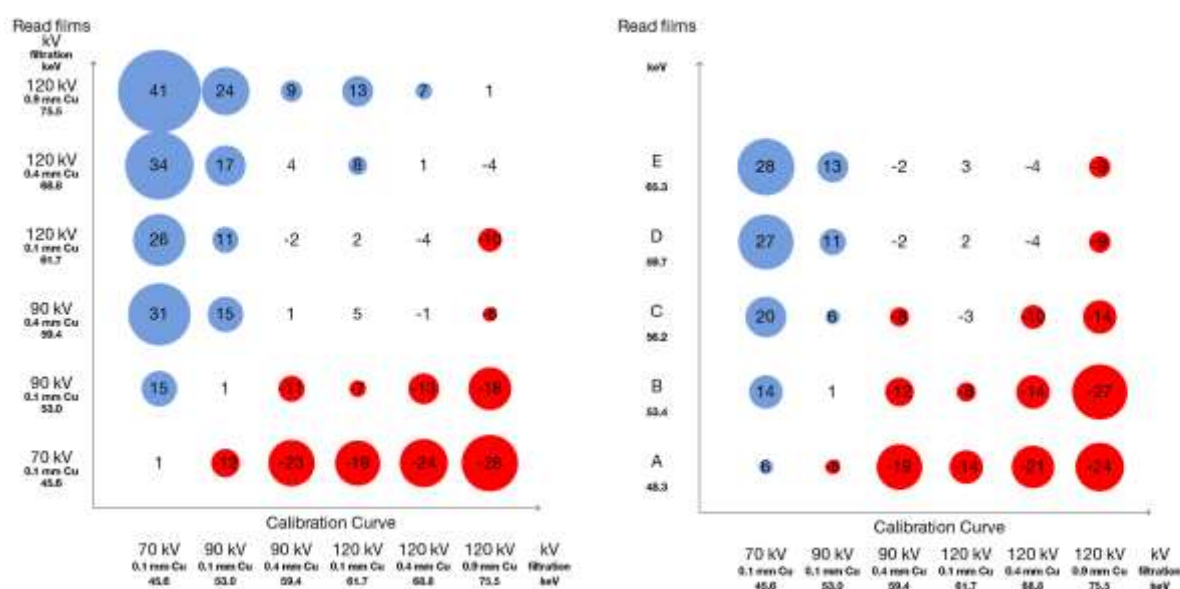 Read films
kV
filtration
keV
120 kV
0.9 mm Cu
75.5
41 24 9 13 7 1
120 kV
0.4 mm Cu
68.8
34 17 4 8 1 -4
120 kV
0.1 mm Cu
61.7
26 11 -2 2 -4 -10
90 kV
0.4 mm Cu
59.4
31 15 1 5 -1
90 kV
0.1 mm Cu
53.0
15 1 -11 -7 -18
70 kV
0.1 mm Cu
45.6
1 -12 -23 -24
Calibration Curve
70 kV 90 kV 90 kV 120 kV 120 kV 120 kV kV
0.1 mm Cu 0.1 mm Cu 0.4 mm Cu 0.1 mm Cu 0.4 mm Cu 0.9 mm Cu filtration
45.6 53.0 59.4 61.7 68.8 75.5 keV
Read films
keV
E
65.3
28 13 -2 3 -4
D
59.7
27 11 -2 2 -4 -9
C
56.2
20 6 -3 -10 -14
B
53.4
14 1 -12 -14 -27
A
48.3
6 -19 -14 -21 -24
Calibration Curve
70 kV 90 kV 90 kV 120 kV 120 kV 120 kV kV
0.1 mm Cu 0.1 mm Cu 0.4 mm Cu 0.1 mm Cu 0.4 mm Cu 0.9 mm Cu filtration
45.6 53.0 59.4 61.7 68.8 75.5 keV